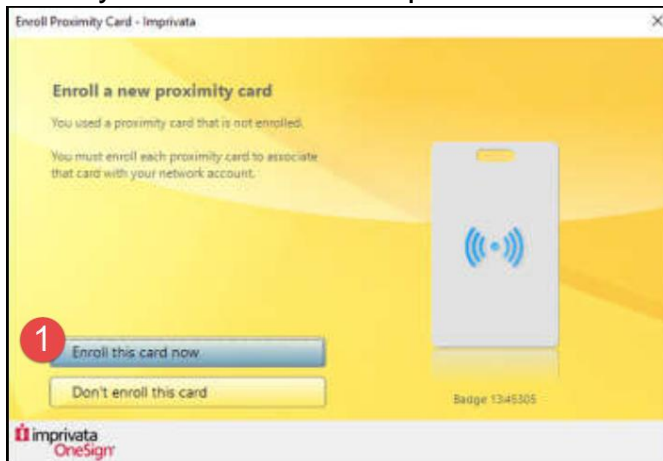 Enroll Proximity Card - Imprivata
Enroll a new proximity card
You used a proximity card that is not enrolled.
You must enroll each proximity card to associate
that card with your network account.
1
Enroll this card now
Don't enroll this card
Badge 13:45305
imprivata
OneSign